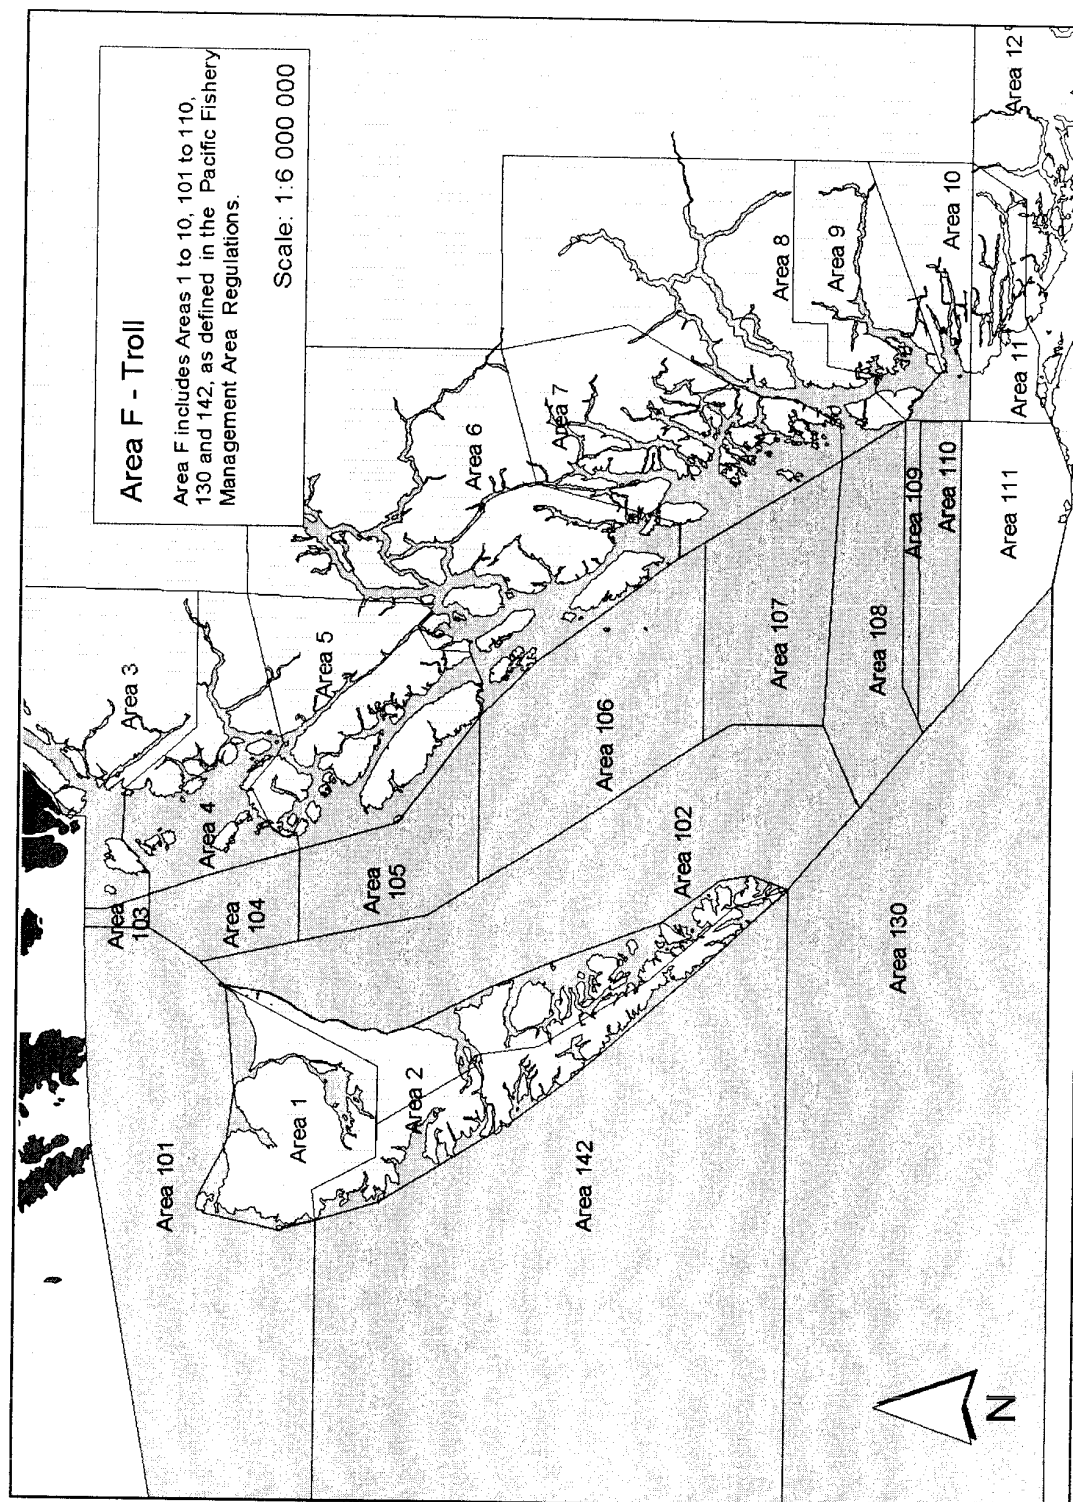 Area F - Troll
Area F includes Areas 1 to 10, 101 to 110,
130 and 142, as defined in the Pacific Fishery
Management Area Regulations.
Scale: 1:6 000 000
Area 3
Area 4
Area 5
Area 6
Area 7
Area 8
Area 9
Area 10
Area 11
Area 12
Area
103
Area
104
Area
105
Area 106
Area 107
Area 108
Area 109
Area 110
Area 111
Area 101
Area 1
Area 2
Area 102
Area 142
Area 130
N